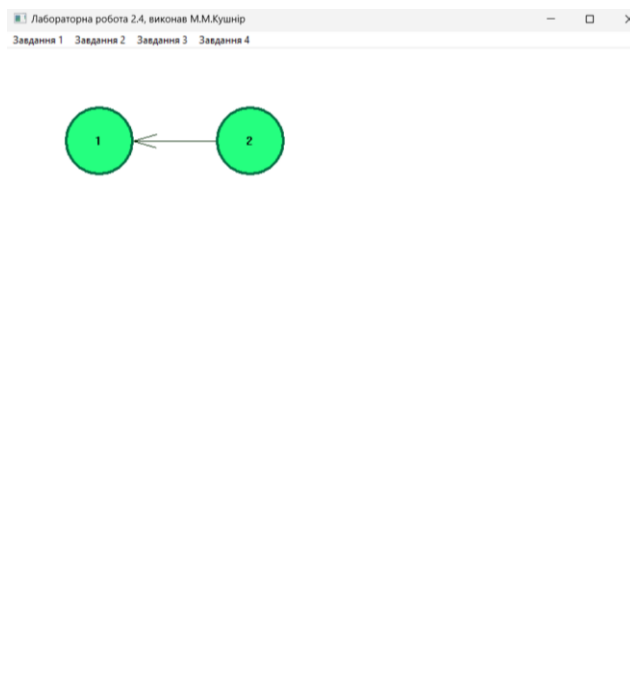 Лабораторна робота 2.4, виконав М.М.Кушнір
Завдання 1 Завдання 2 Завдання 3 Завдання 4
1 2